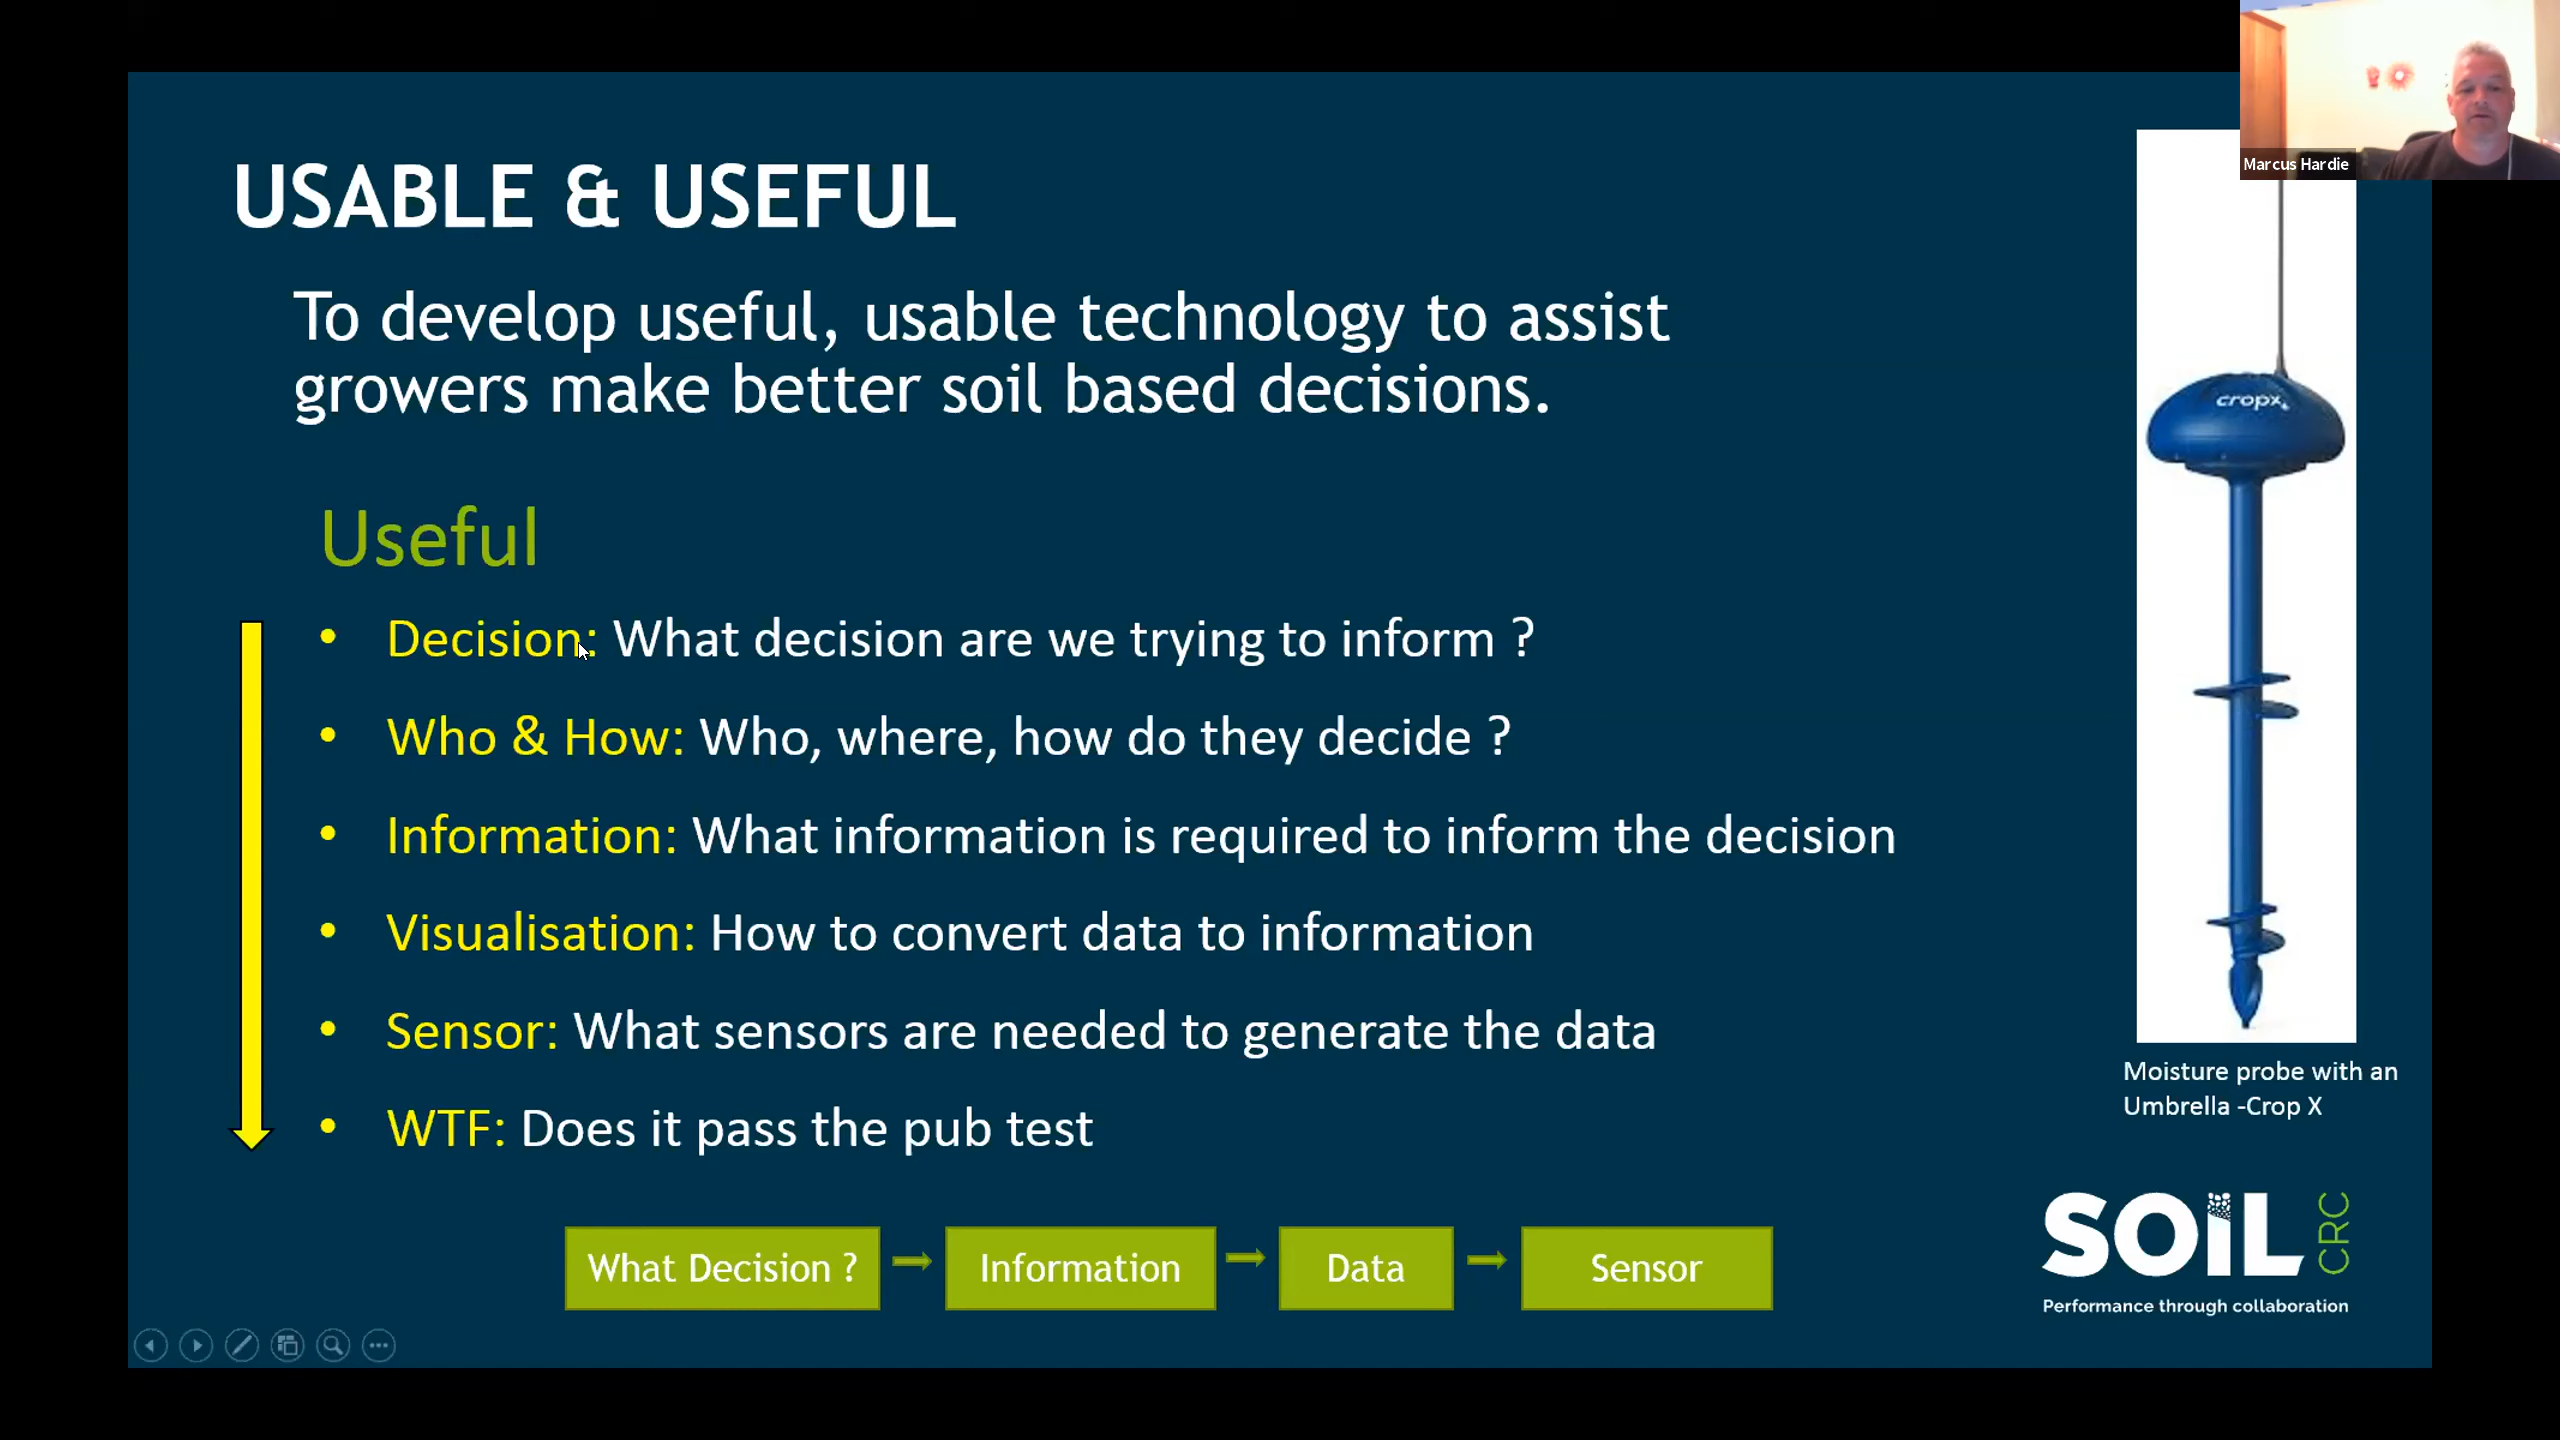 Marcus Hardie
USABLE & USEFUL
To develop useful, usable technology to assist
growers make better soil based decisions.
cropx
Useful
• Decision: What decision are we trying to inform ?
• Who & How: Who, where, how do they decide ?
• Information: What information is required to inform the decision
• Visualisation: How to convert data to information
• Sensor: What sensors are needed to generate the data
• WTF: Does it pass the pub test
Moisture probe with an
Umbrella -Crop X
What Decision ? Information Data Sensor
SOIL CRC
Performance through collaboration